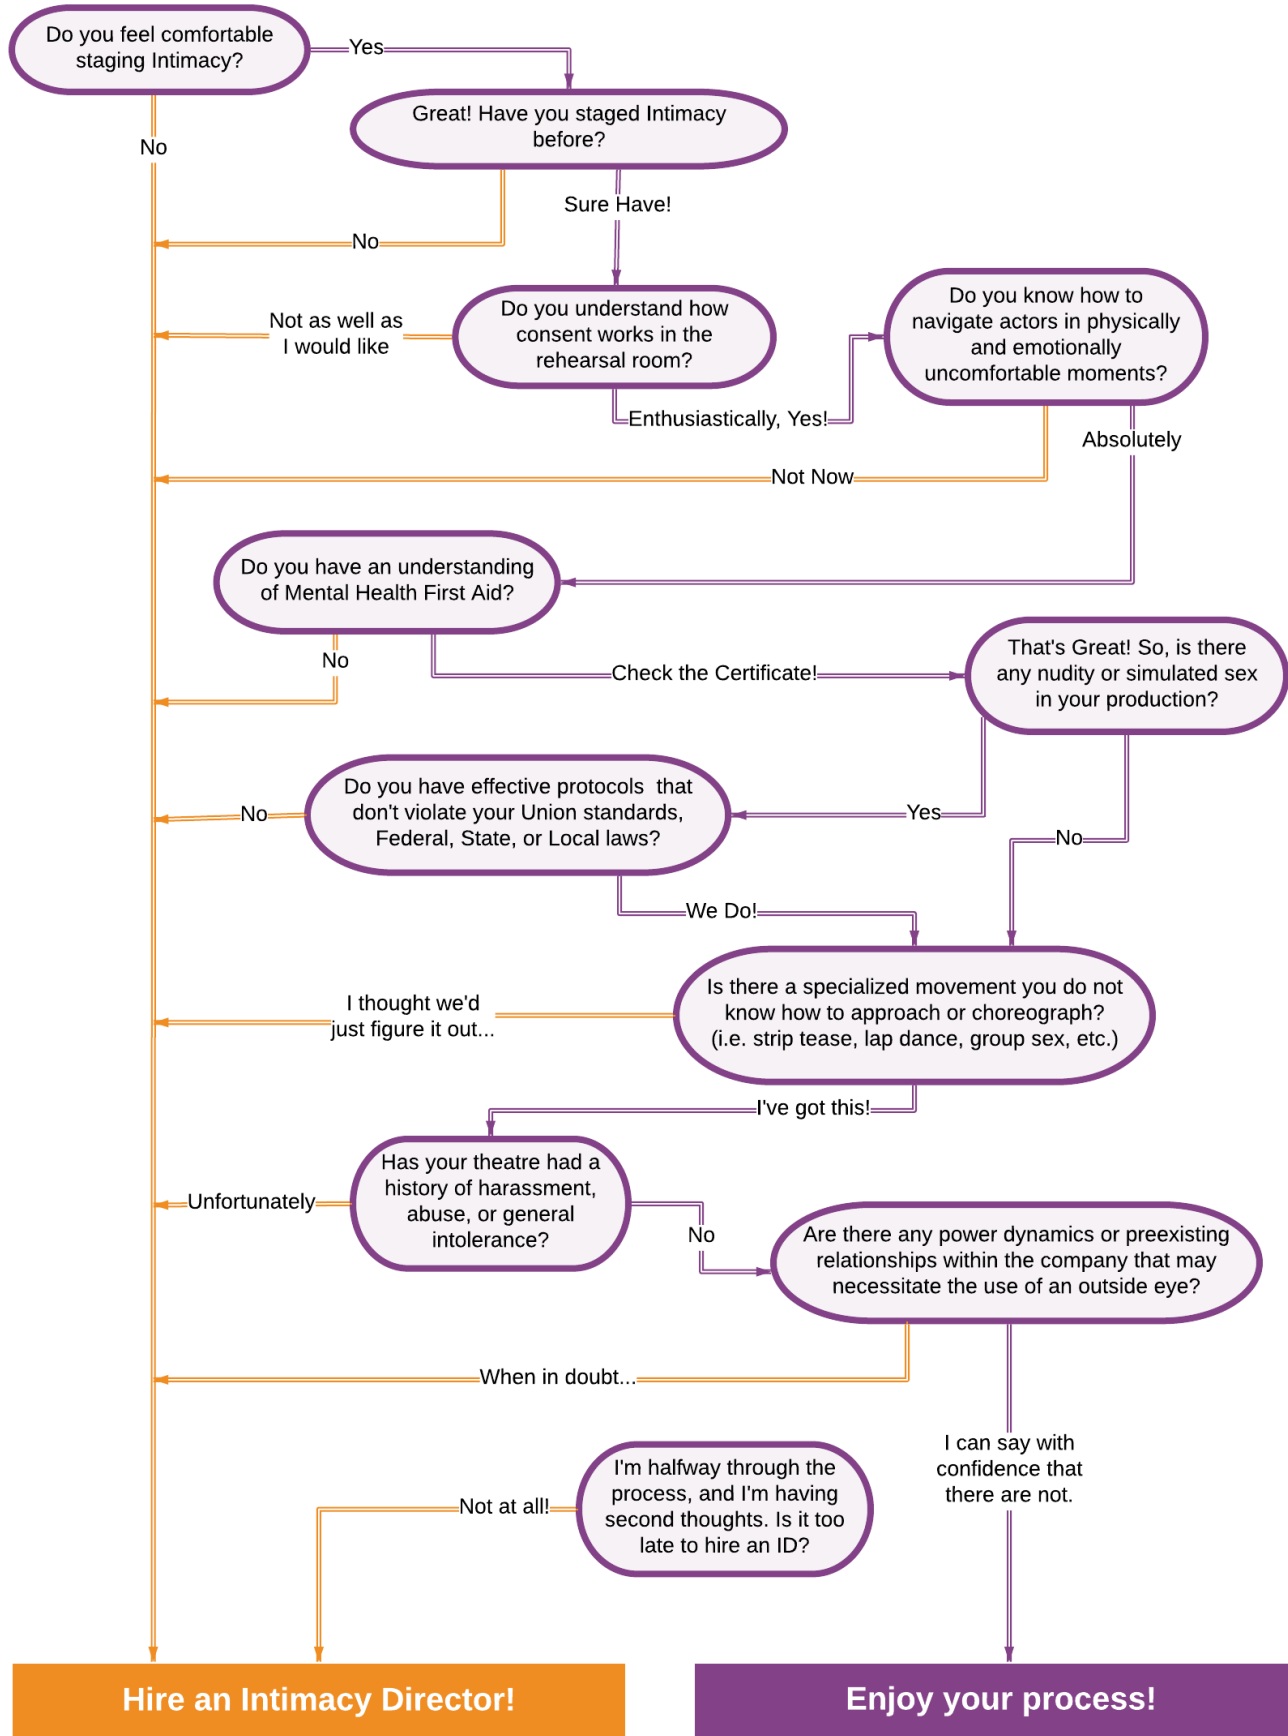 Do you feel comfortable
staging Intimacy?
Yes
Great! Have you staged Intimacy
before?
No
Sure Have!
No
Do you understand how
consent works in the
rehearsal room?
Not as well as
I would like
Enthusiastically, Yes!
Do you know how to
navigate actors in physically
and emotionally
uncomfortable moments?
Absolutely
Not Now
Do you have an understanding
of Mental Health First Aid?
No
Check the Certificate!
That's Great! So, is there
any nudity or simulated sex
in your production?
Yes
No
Do you have effective protocols  that
don't violate your Union standards,
Federal, State, or Local laws?
No
We Do!
Is there a specialized movement you do not
know how to approach or choreograph?
(i.e. strip tease, lap dance, group sex, etc.)
I thought we'd
just figure it out...
I've got this!
Has your theatre had a
history of harassment,
abuse, or general
intolerance?
Unfortunately
No
Are there any power dynamics or preexisting
relationships within the company that may
necessitate the use of an outside eye?
When in doubt...
I can say with
confidence that
there are not.
I'm halfway through the
process, and I'm having
second thoughts. Is it too
late to hire an ID?
Not at all!
Hire an Intimacy Director!
Enjoy your process!